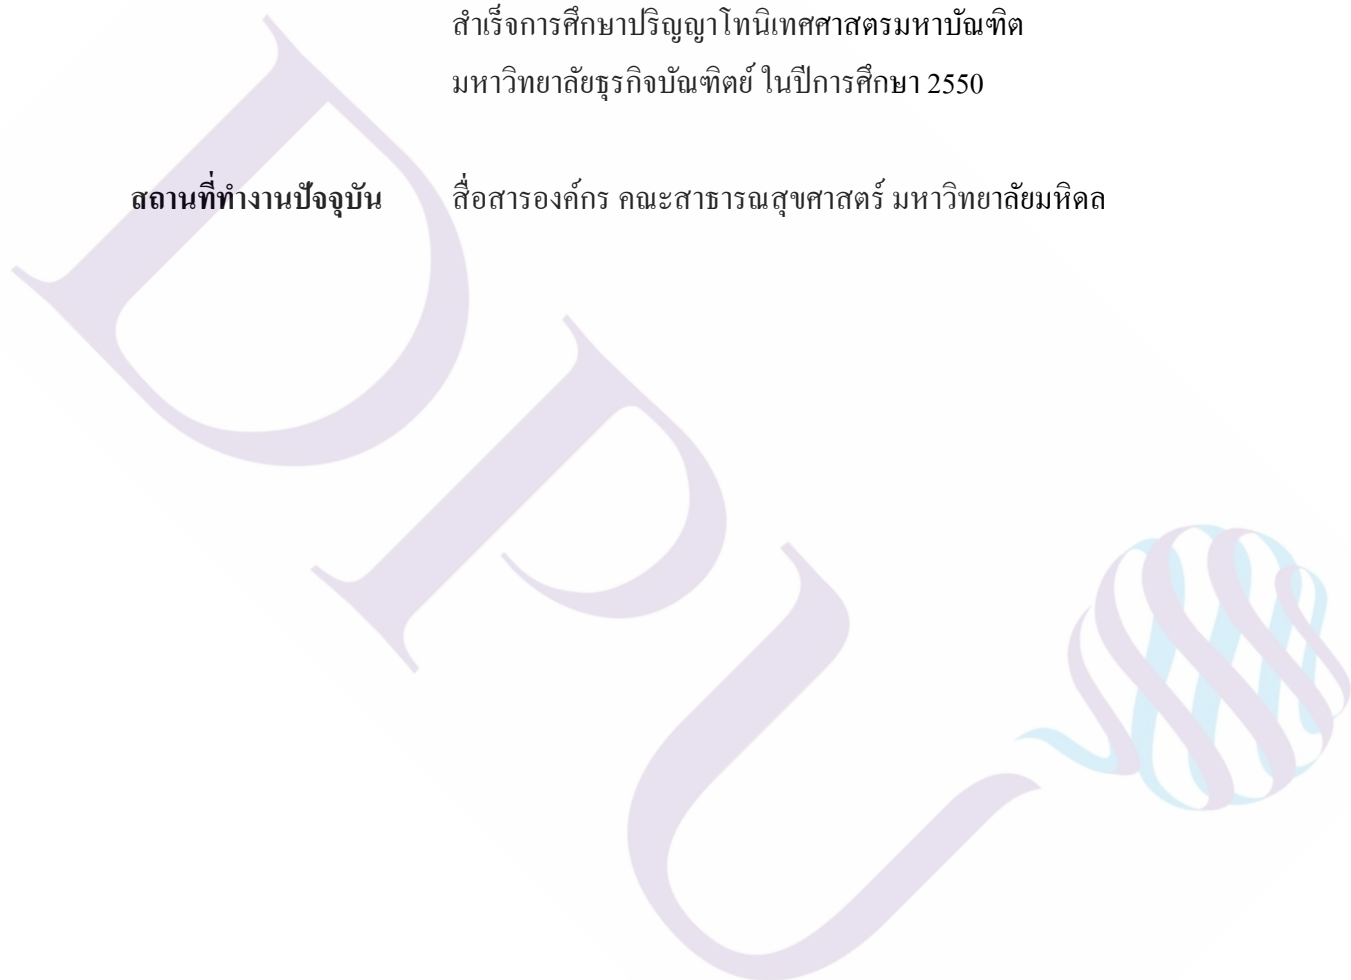 สำเร็จการศึกษาปริญญาโทนิเทศศาสตรมหาบัณฑิต
มหาวิทยาลัยธุรกิจบัณฑิตย์ ในปีการศึกษา 2550
สถานที่ทำงานปัจจุบัน สื่อสารองค์กร คณะสาธารณสุขศาสตร์ มหาวิทยาลัยมหิดล
DPU